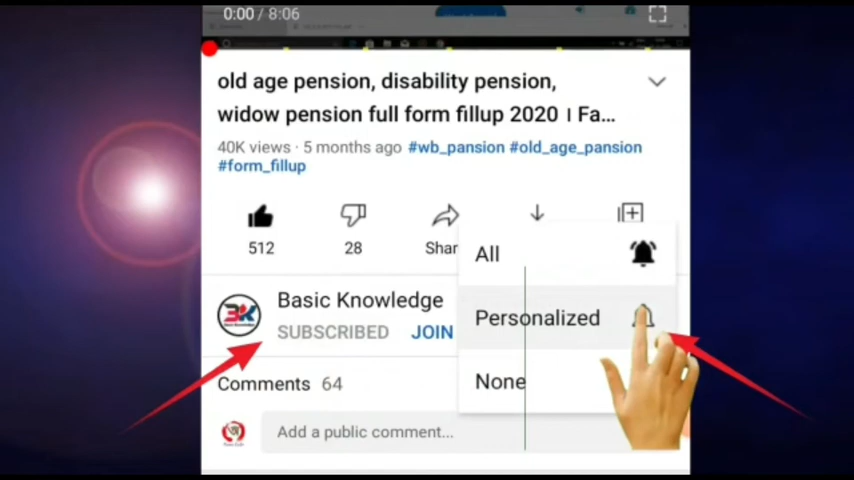 0:00 / 8:06
old age pension, disability pension,
widow pension full form fillup 2020 । Fa...
40K views · 5 months ago #wb_pansion #old_age_pansion
#form_fillup
512
28
Shar
All
Personalized
None
Basic Knowledge
SUBSCRIBED JOIN
Comments 64
Add a public comment...